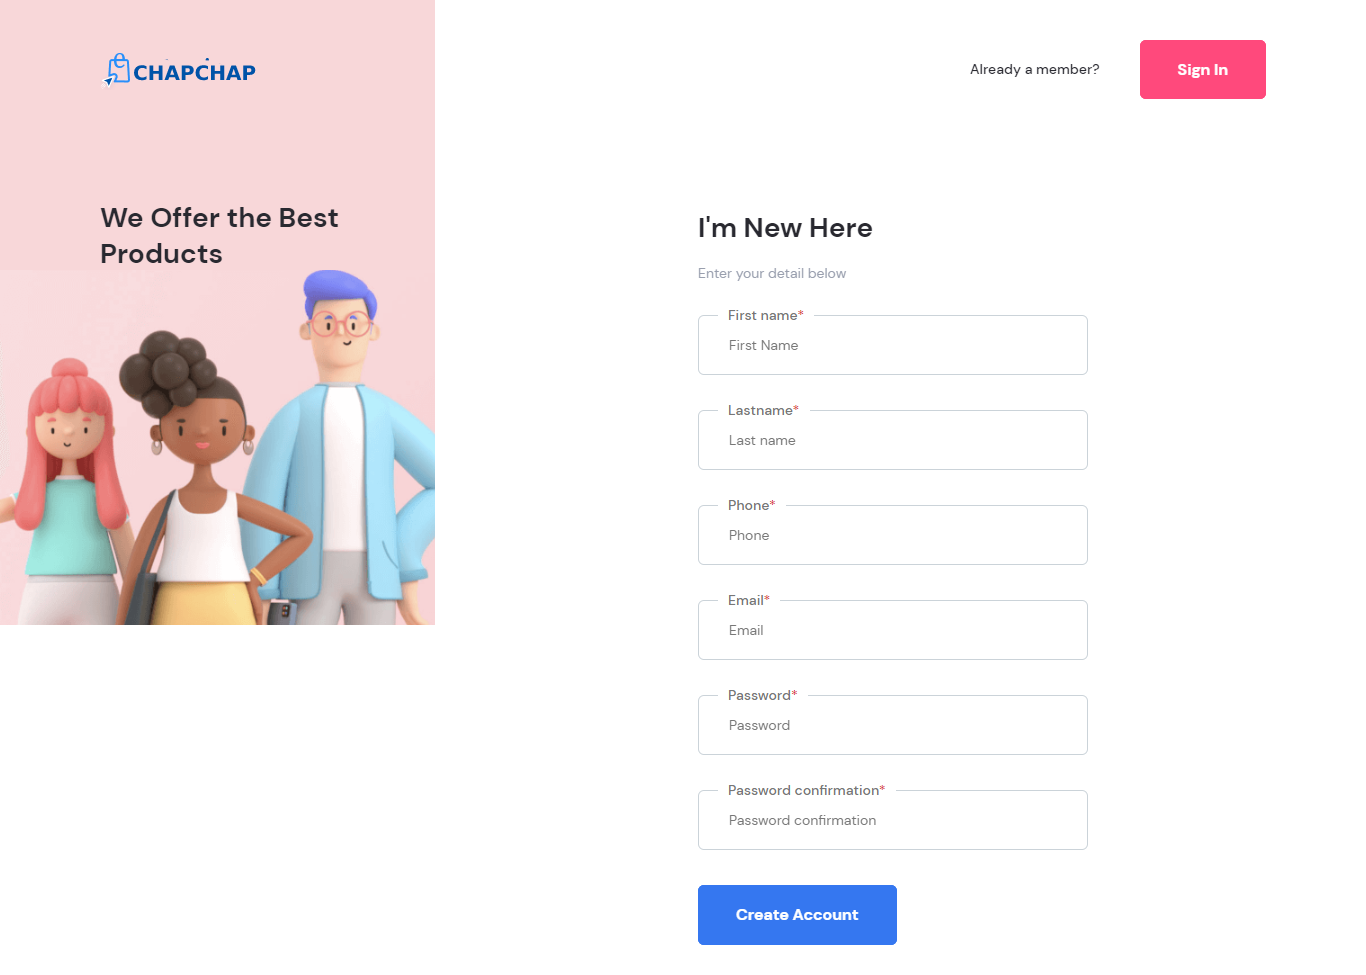 CHAPCHAP
Already a member?
Sign In
We Offer the Best
Products
I'm New Here
Enter your detail below
First name*
First Name
Lastname*
Last name
Phone*
Phone
Email*
Email
Password*
Password
Password confirmation*
Password confirmation
Create Account